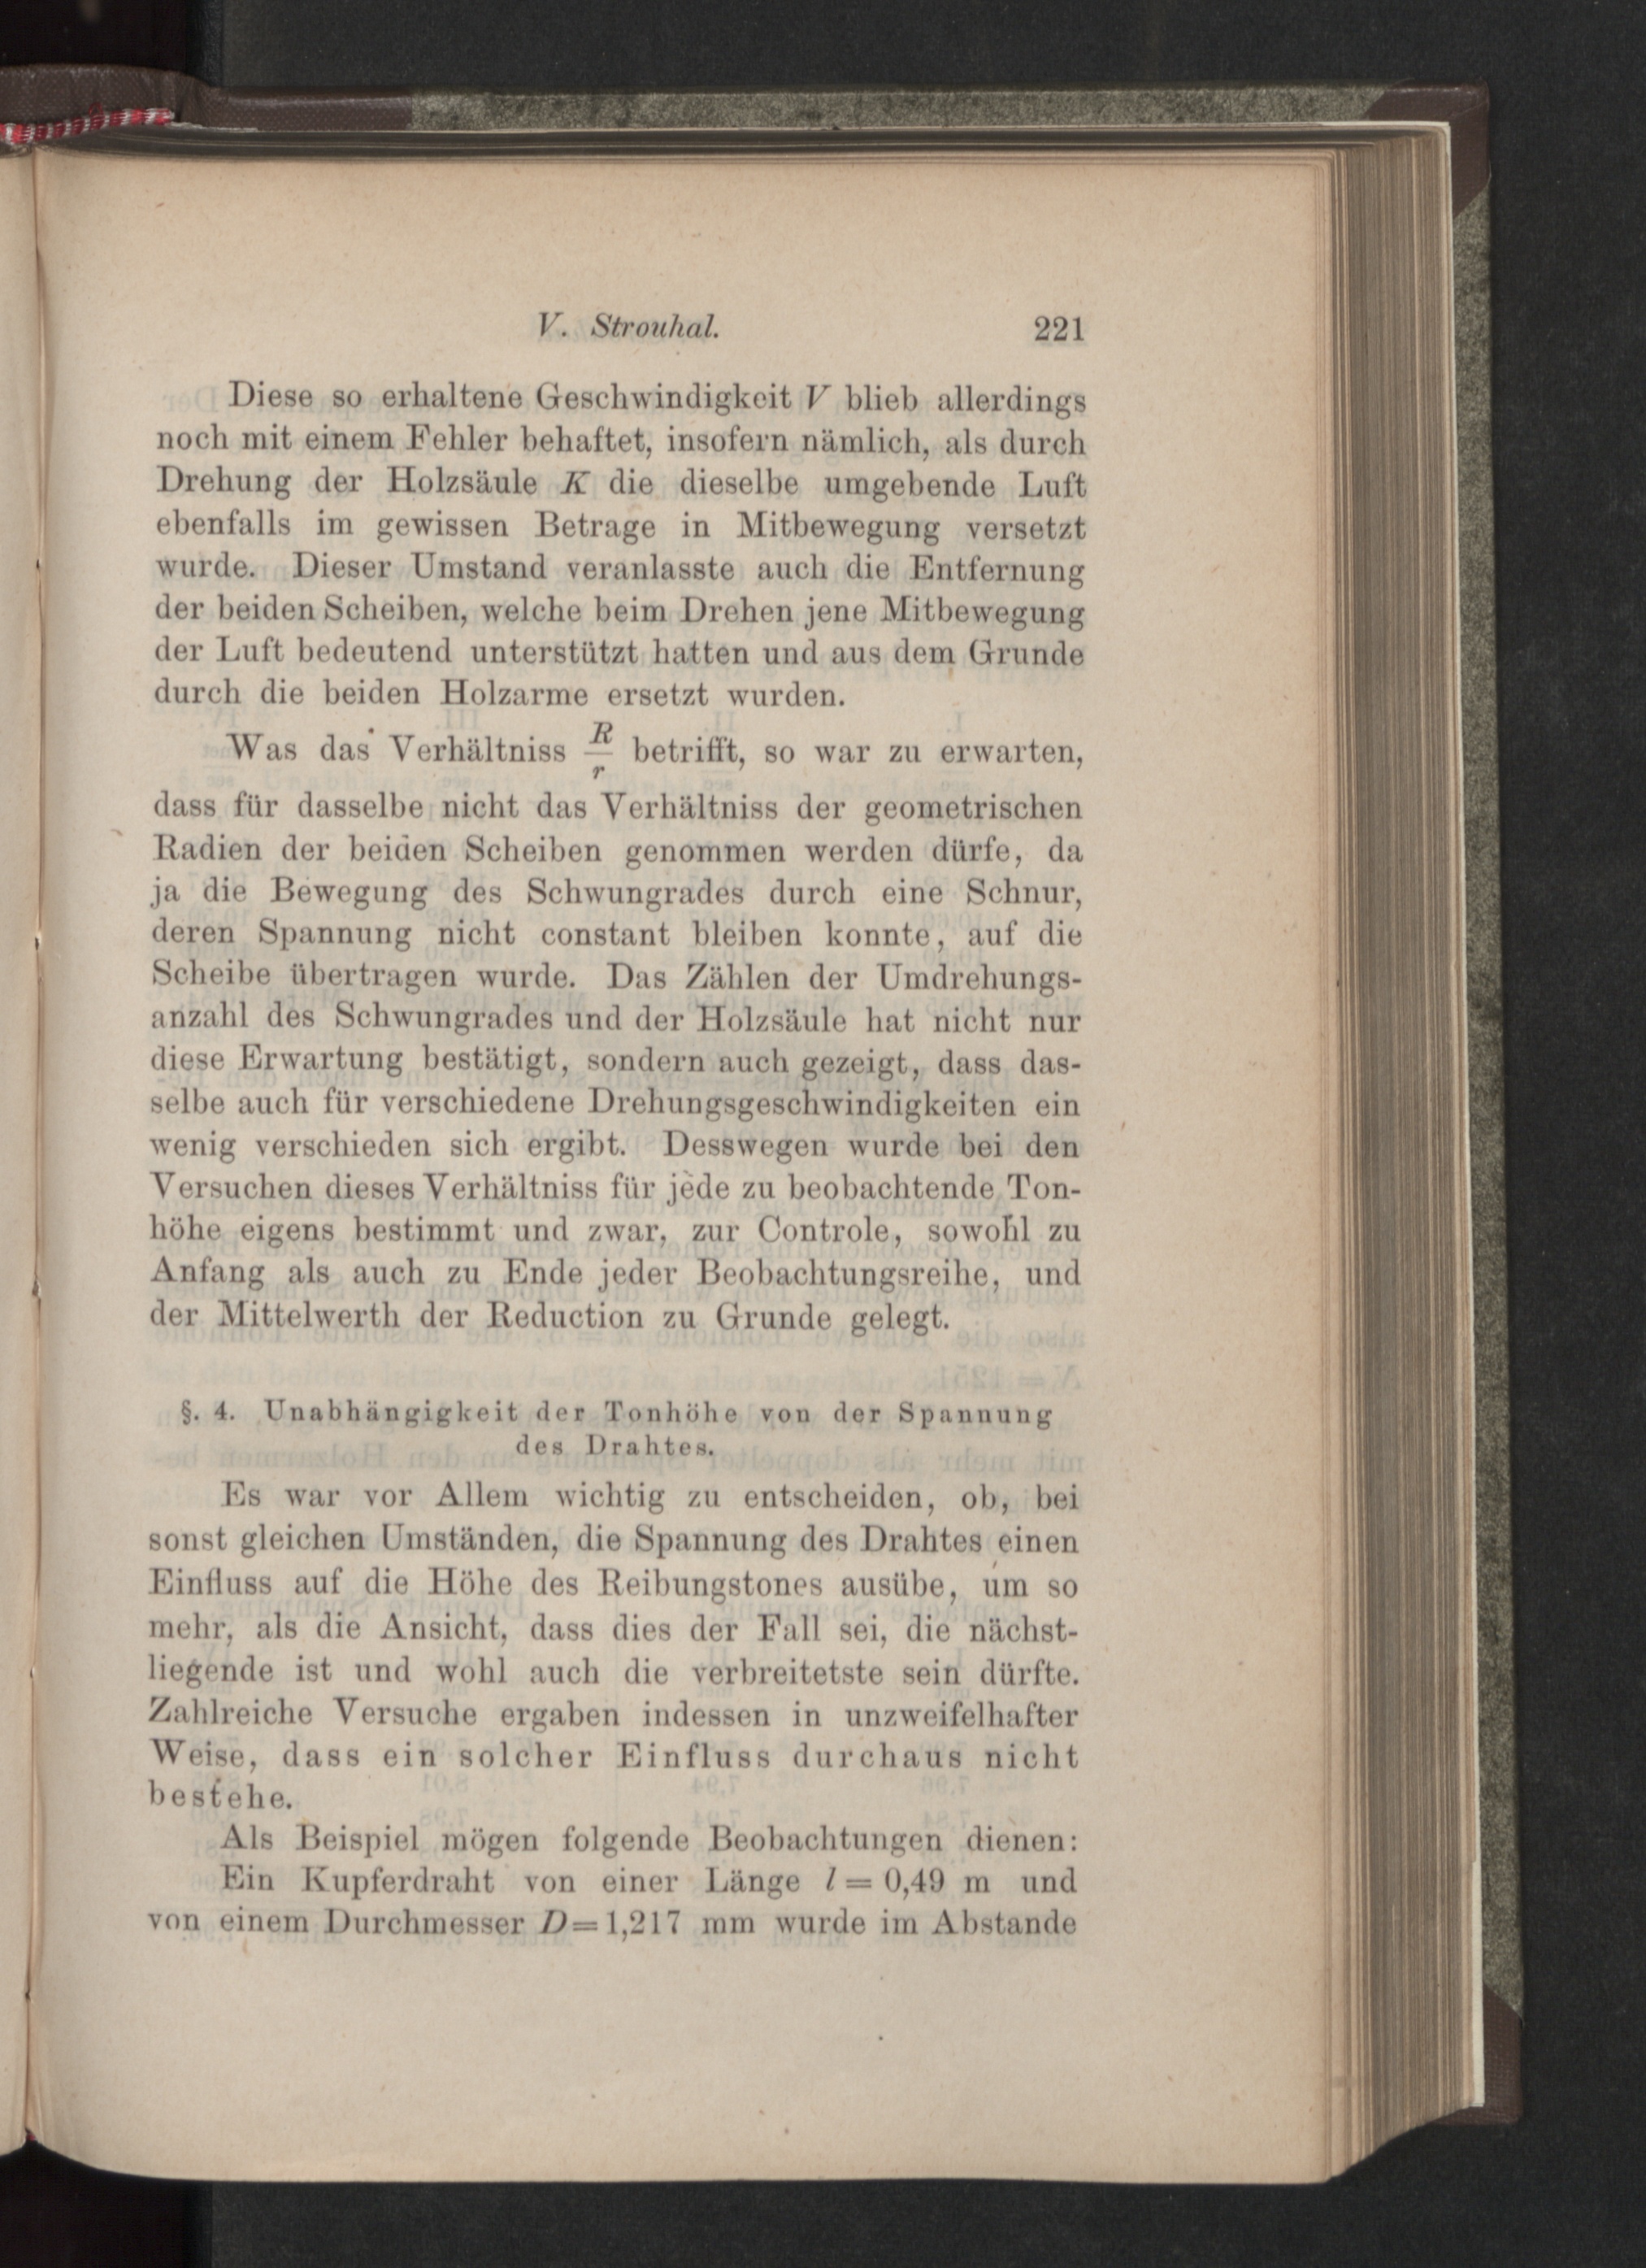 V. Strouhal. 221
Diese so erhaltene Geschwindigkeit V blieb allerdings
noch mit einem Fehler behaftet, insofern nämlich, als durch
Drehung der Holzsäule K die dieselbe umgebende Luft
ebenfalls im gewissen Betrage in Mitbewegung versetzt
wurde. Dieser Umstand veranlasste auch die Entfernung
der beiden Scheiben, welche beim Drehen jene Mitbewegung
der Luft bedeutend unterstützt hatten und aus dem Grunde
durch die beiden Holzarme ersetzt wurden.
Was das Verhältniss R/r betrifft, so war zu erwarten,
dass für dasselbe nicht das Verhältniss der geometrischen
Radien der beiden Scheiben genommen werden dürfe, da
ja die Bewegung des Schwungrades durch eine Schnur,
deren Spannung nicht constant bleiben konnte, auf die
Scheibe übertragen wurde. Das Zählen der Umdrehungs-
anzahl des Schwungrades und der Holzsäule hat nicht nur
diese Erwartung bestätigt, sondern auch gezeigt, dass das-
selbe auch für verschiedene Drehungsgeschwindigkeiten ein
wenig verschieden sich ergibt. Desswegen wurde bei den
Versuchen dieses Verhältniss für jede zu beobachtende Ton-
höhe eigens bestimmt und zwar, zur Controle, sowohl zu
Anfang als auch zu Ende jeder Beobachtungsreihe, und
der Mittelwerth der Reduction zu Grunde gelegt.
§. 4. Unabhängigkeit der Tonhöhe von der Spannung
des Drahtes.
Es war vor Allem wichtig zu entscheiden, ob, bei
sonst gleichen Umständen, die Spannung des Drahtes einen
Einfluss auf die Höhe des Reibungstones ausübe, um so
mehr, als die Ansicht, dass dies der Fall sei, die nächst-
liegende ist und wohl auch die verbreitetste sein dürfte.
Zahlreiche Versuche ergaben indessen in unzweifelhafter
Weise, dass ein solcher Einfluss durchaus nicht
bestehe.
Als Beispiel mögen folgende Beobachtungen dienen:
Ein Kupferdraht von einer Länge l = 0,49 m und
von einem Durchmesser D = 1,217 mm wurde im Abstande